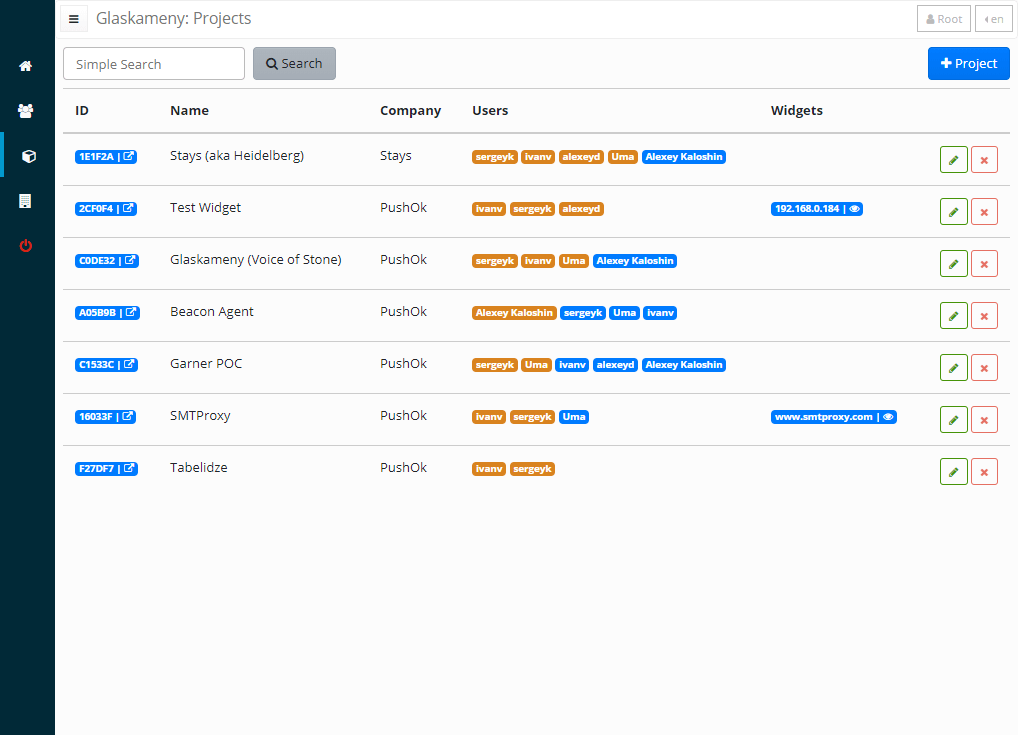 Glaskameny: Projects Root en
Simple Search Search Project
ID Name Company Users Widgets
1E1F2A | Stays (aka Heidelberg) Stays sergeyk ivanv alexeyd Uma Alexey Kaloshin
2CF0F4 | Test Widget PushOk ivanv sergeyk alexeyd 192.168.0.184 |
C0DE32 | Glaskameny (Voice of Stone) PushOk sergeyk ivanv Uma Alexey Kaloshin
A05B9B | Beacon Agent PushOk Alexey Kaloshin sergeyk Uma ivanv
C1533C | Garner POC PushOk sergeyk Uma ivanv alexeyd Alexey Kaloshin
16033F | SMTProxy PushOk ivanv sergeyk Uma www.smtproxy.com |
F27DF7 | Tabelidze PushOk ivanv sergeyk